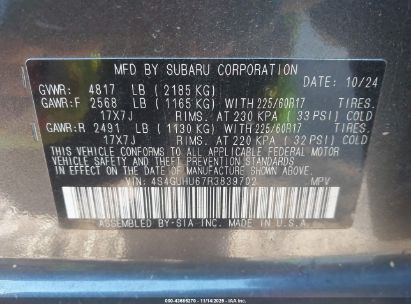 MFD BY SUBARU CORPORATION
DATE: 10/24
GVWR: 4817 LB ( 2185 KG)
GAWR:F 2568 LB ( 1165 KG) WITH 225/60R17 TIRES.
17X7J RIMS. AT 230 KPA ( 33 PSI) COLD
GAWR:R 2491 LB ( 1130 KG) WITH 225/60R17 TIRES.
17X7J RIMS. AT 220 KPA ( 32 PSI) COLD
THIS VEHICLE CONFORMS TO ALL APPLICABLE FEDERAL MOTOR
VEHICLE SAFETY AND THEFT PREVENTION STANDARDS IN EFFECT ON
THE DATE OF MANUFACTURE SHOWN ABOVE.
VIN: 4S4GUHU67R3839702 MPV
ASSEMBLED BY-SIA INC. MADE IN U.S.A.
000-43666270 - 11/14/2025 - IAA